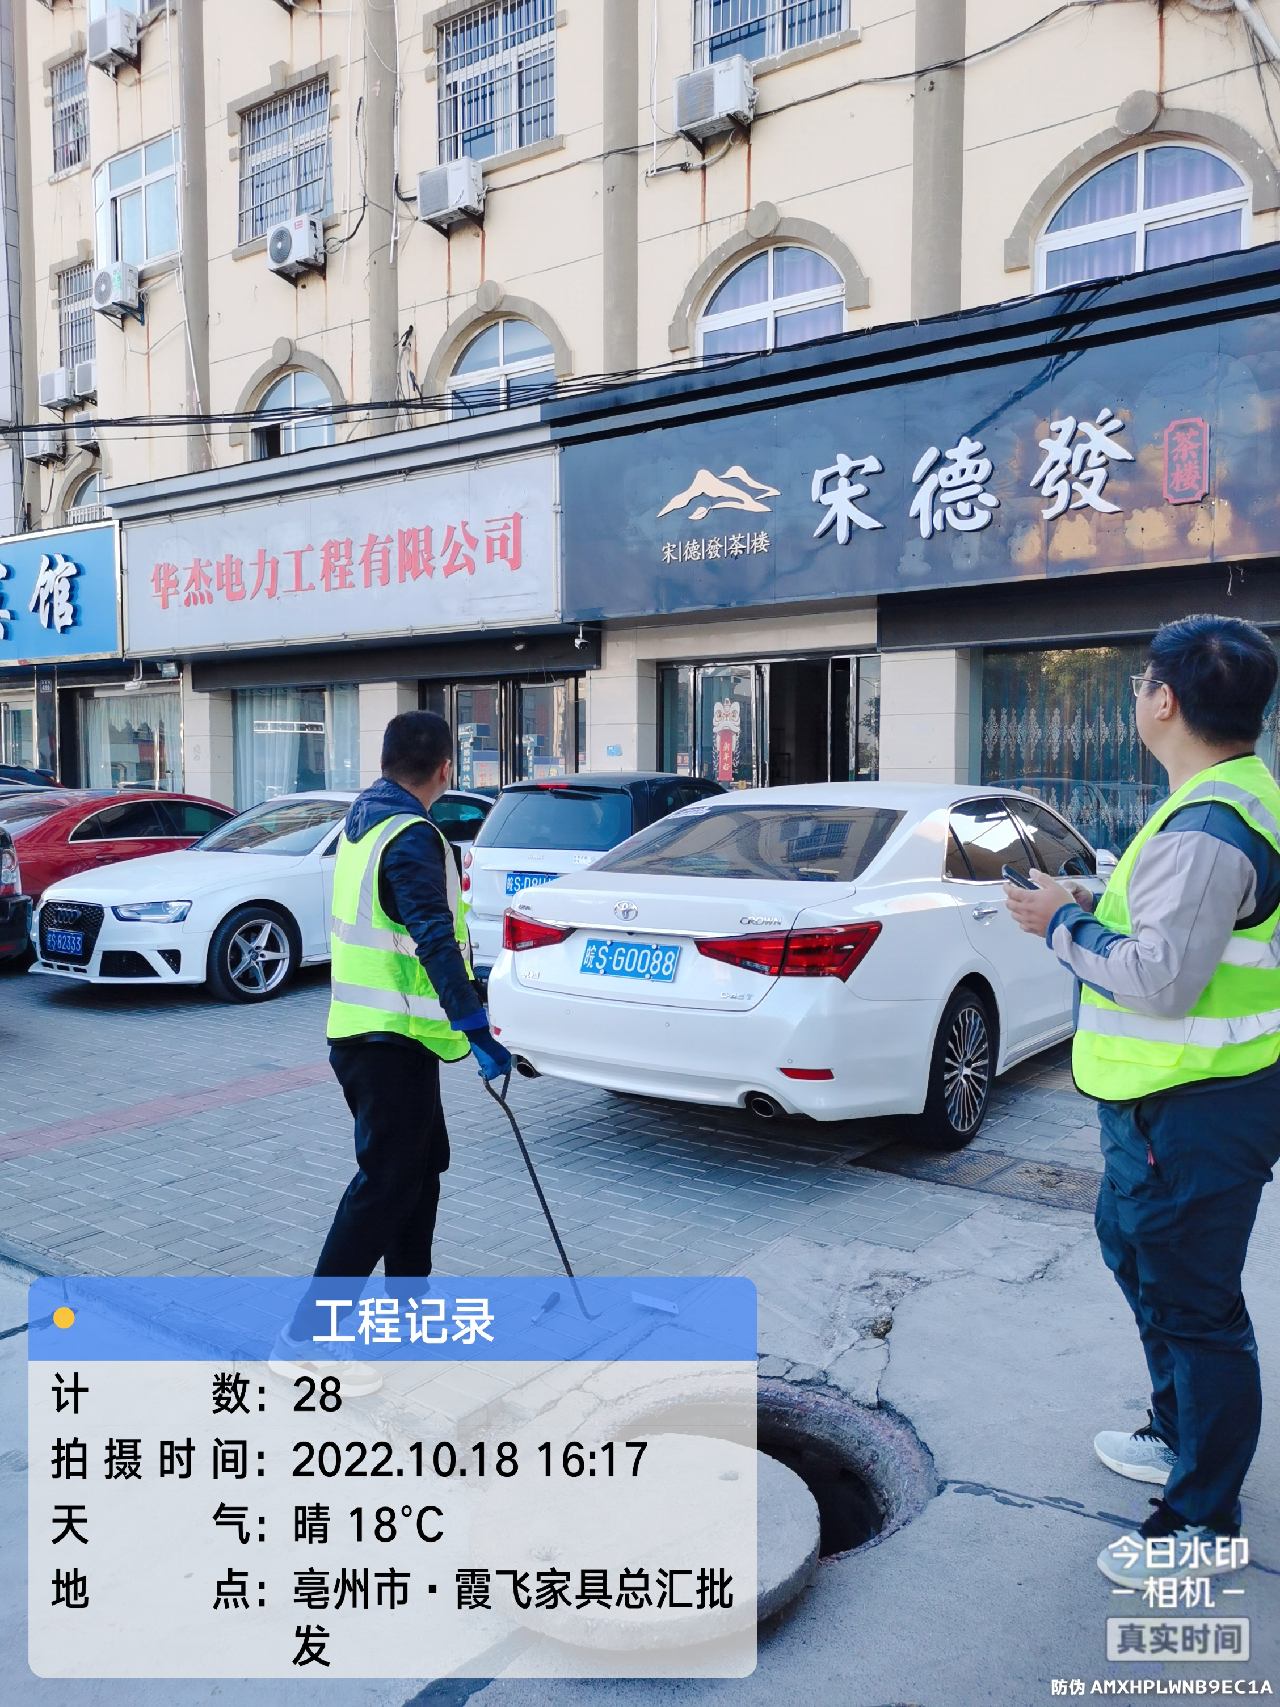 宋德發
茶楼
宋|德|發|茶|楼
华杰电力工程有限公司
馆
CROWN
皖S·G0088
工程记录
计数：28
拍摄时间：2022.10.18 16:17
天气：晴 18°C
地点：亳州市·霞飞家具总汇批
发
今日水印
相机
真实时间
防伪 AMXHPLWNB9EC1A